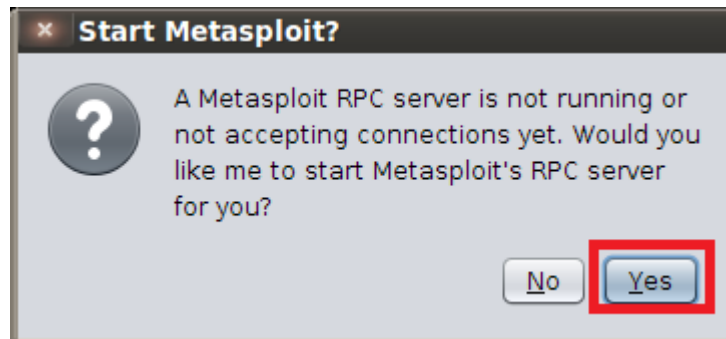 Start Metasploit?
A Metasploit RPC server is not running or
not accepting connections yet. Would you
like me to start Metasploit's RPC server
for you?
No Yes